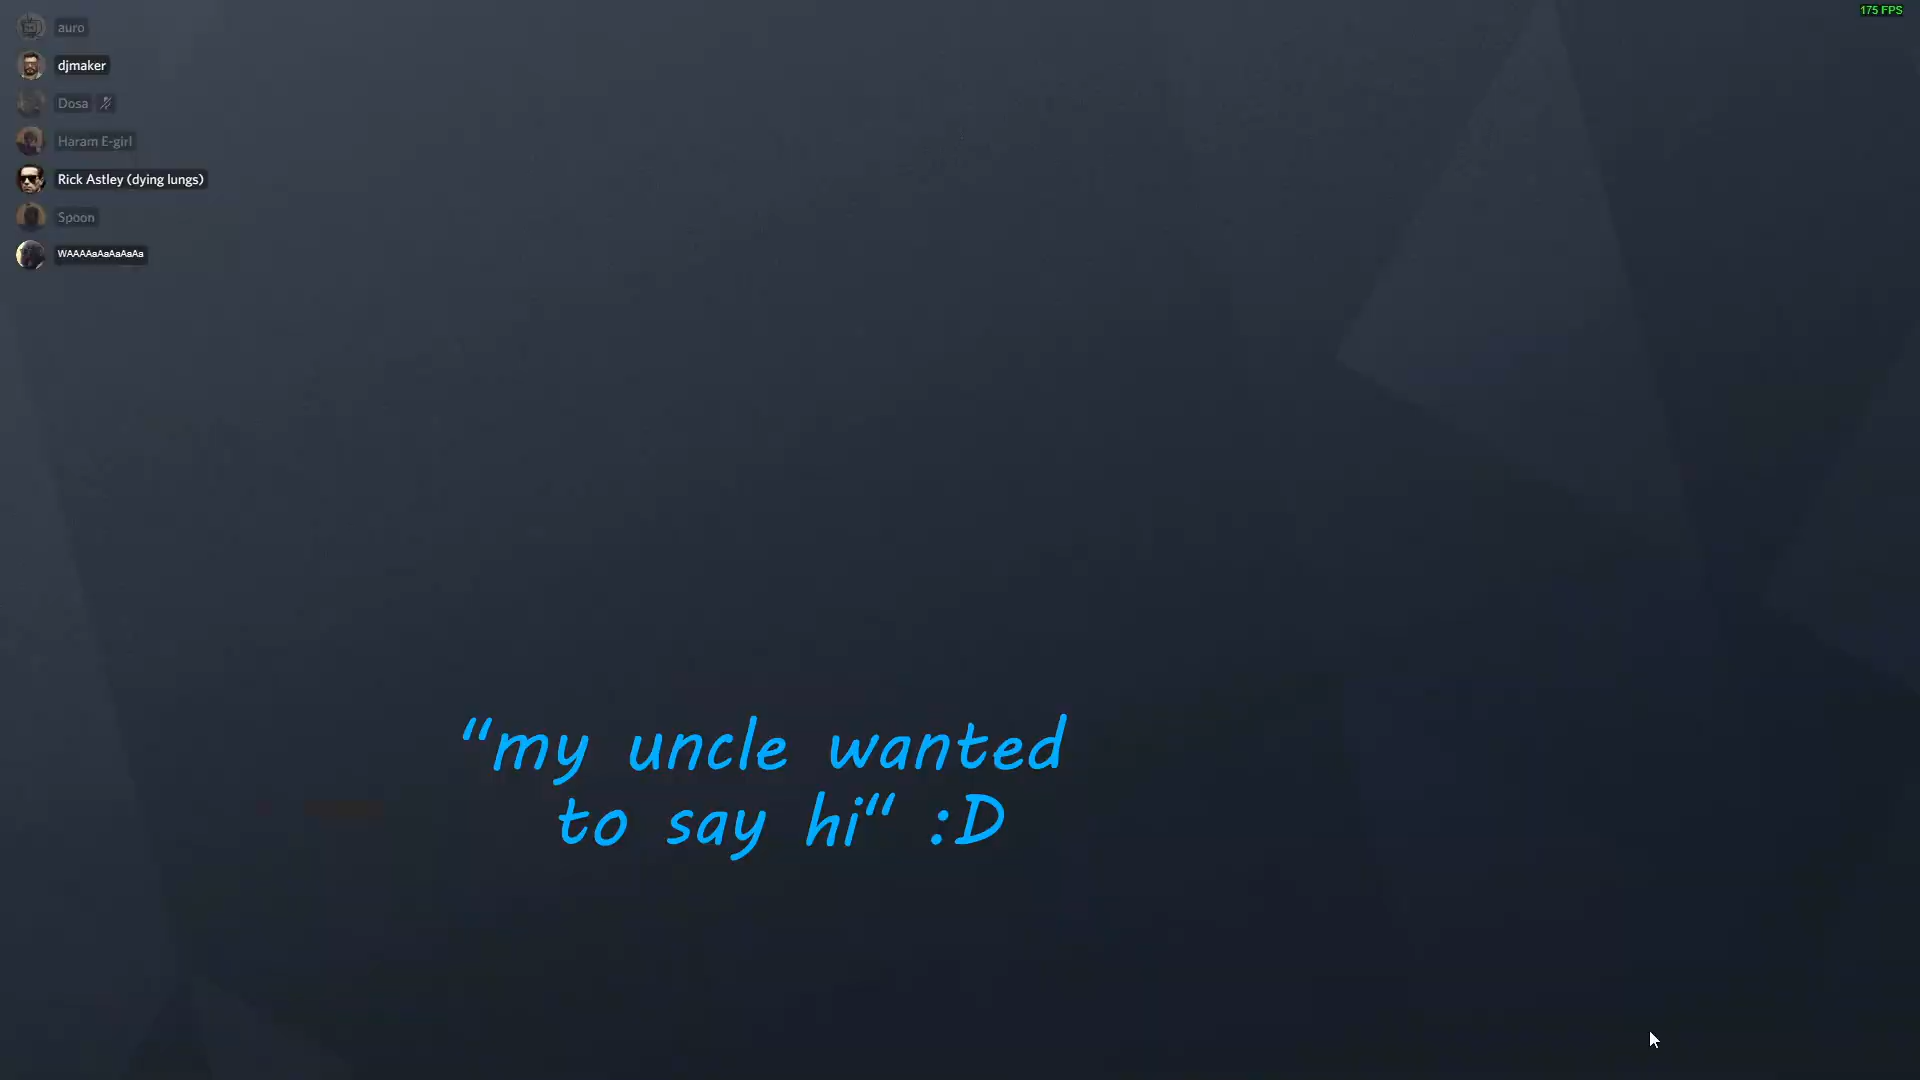 175 FPS
auro
djmaker
Dosa
Haram E-girl
Rick Astley (dying lungs)
Spoon
WAAAAaAaAaAaAa
“my uncle wanted
to say hi“ :D